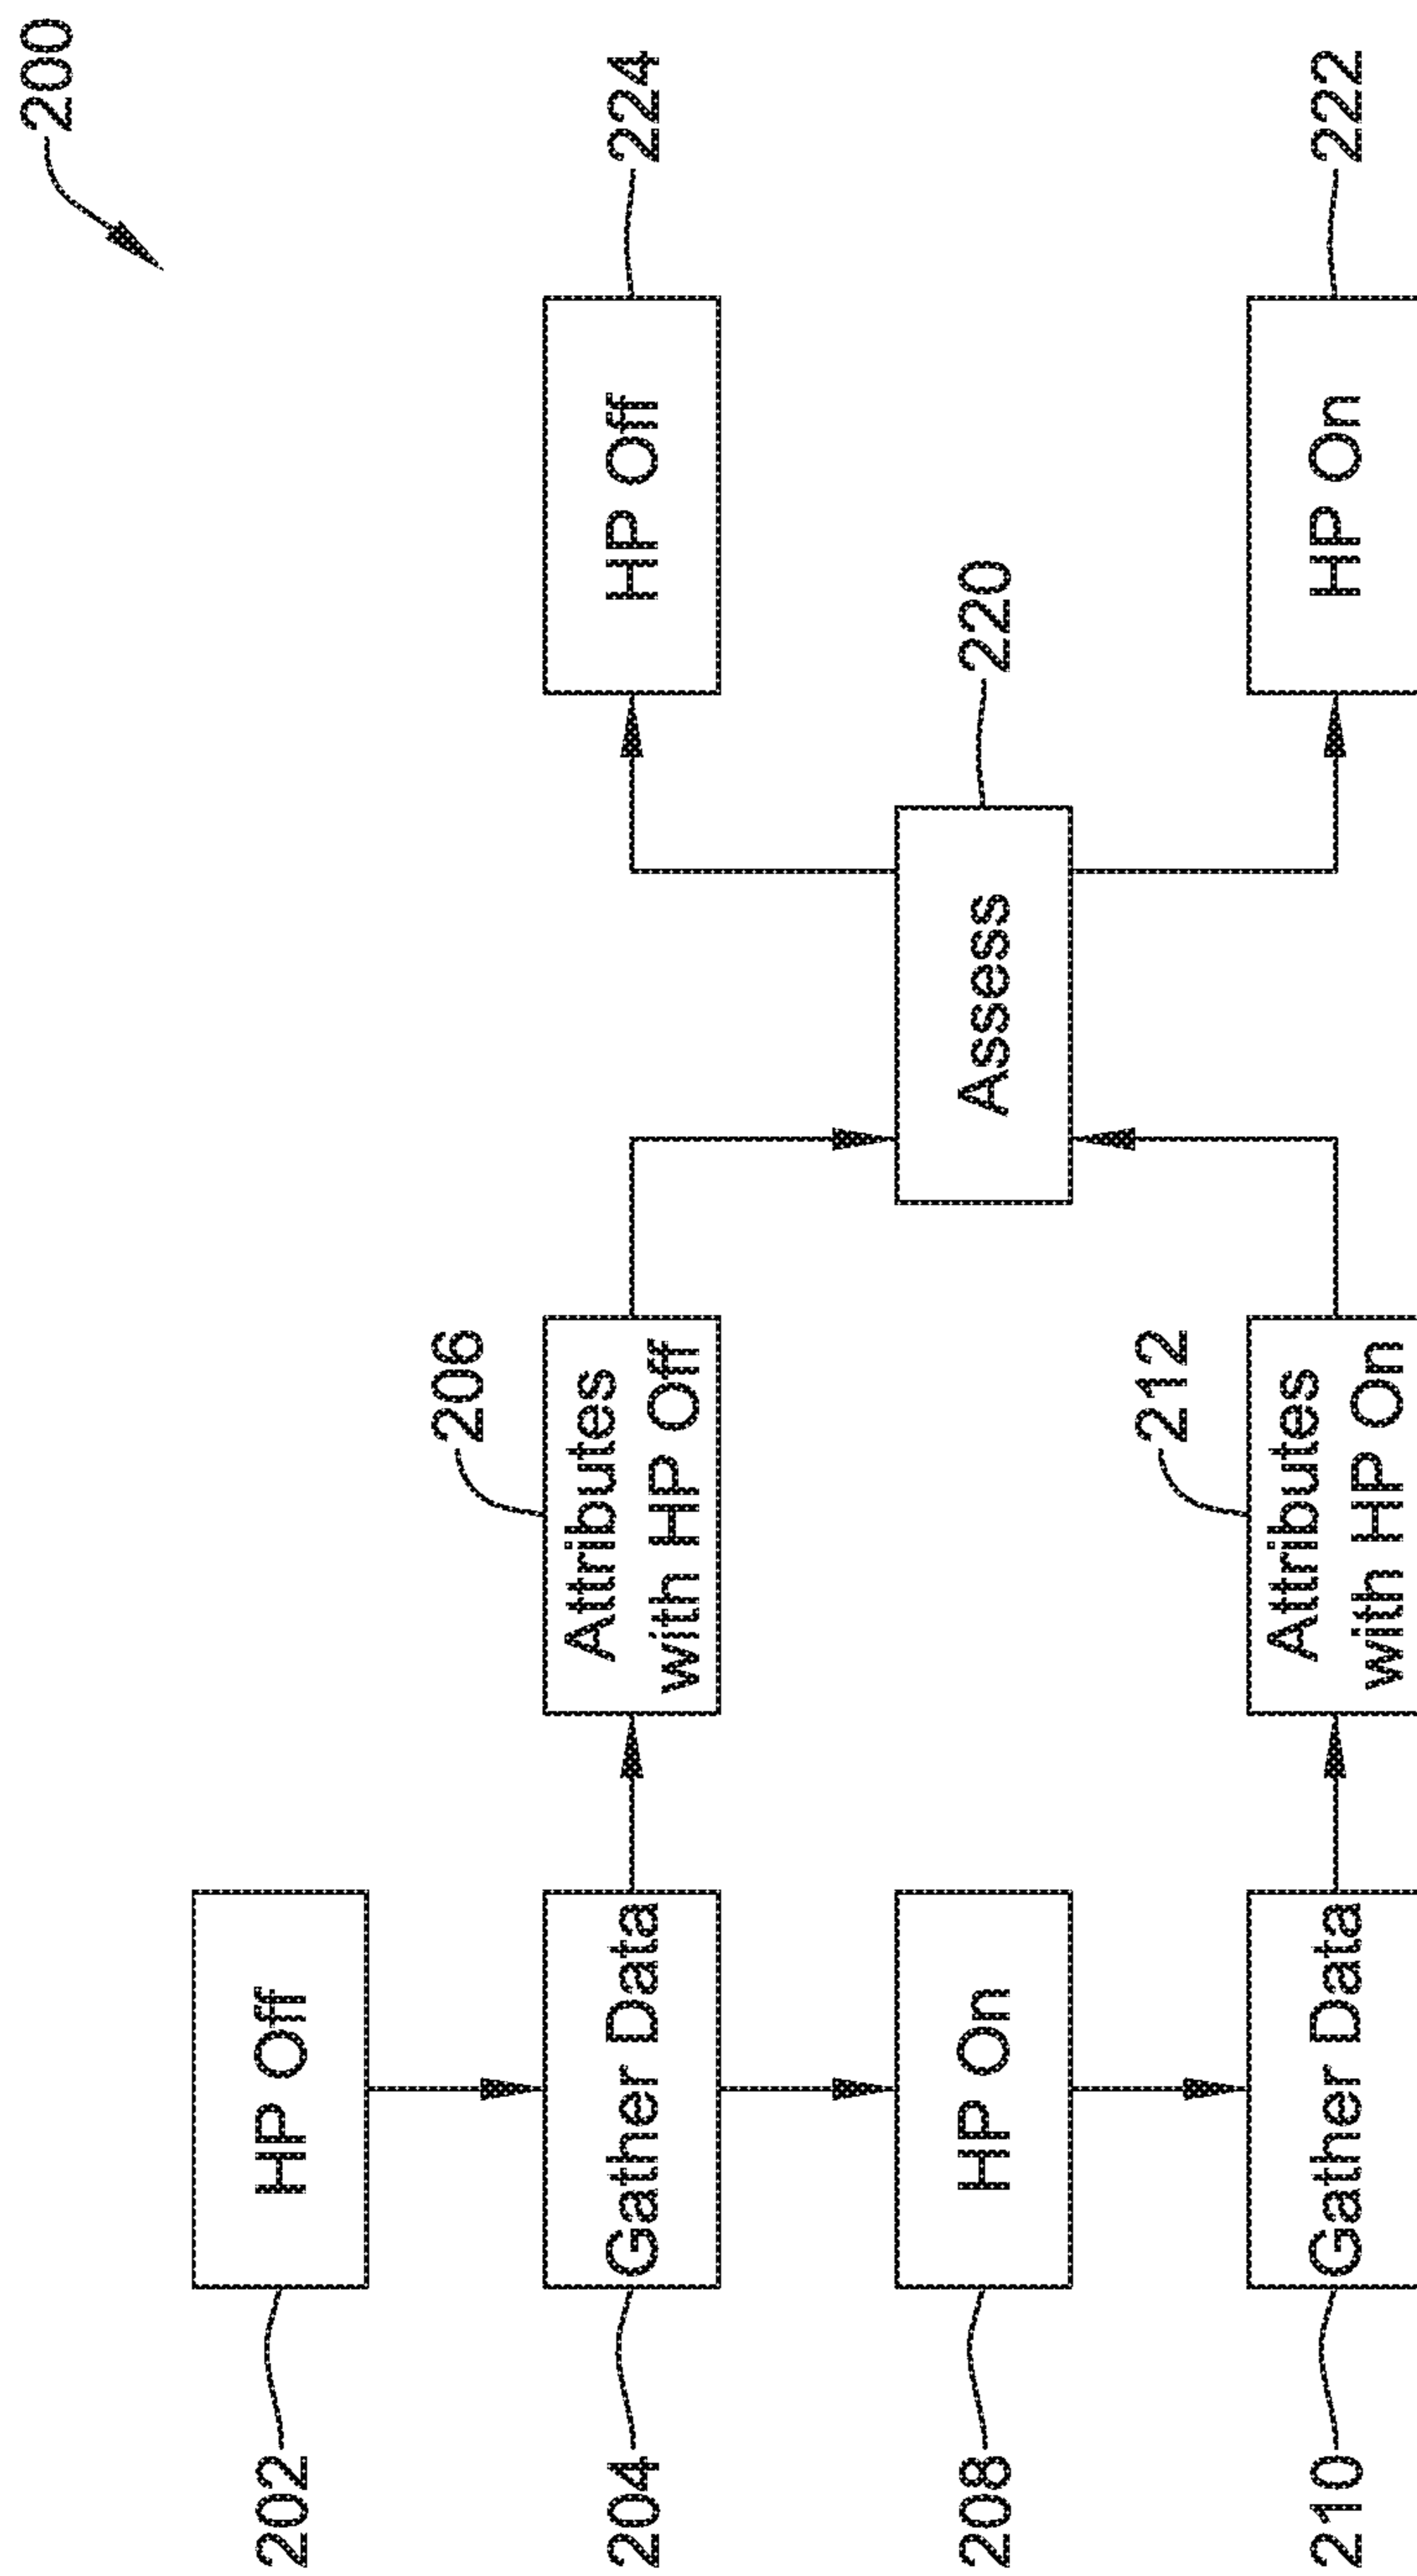 200
202
HP Off
204
Gather Data
206
Attributes
with HP Off
HP Off
224
208
HP On
Assess
220
210
Gather Data
212
Attributes
with HP On
HP On
222